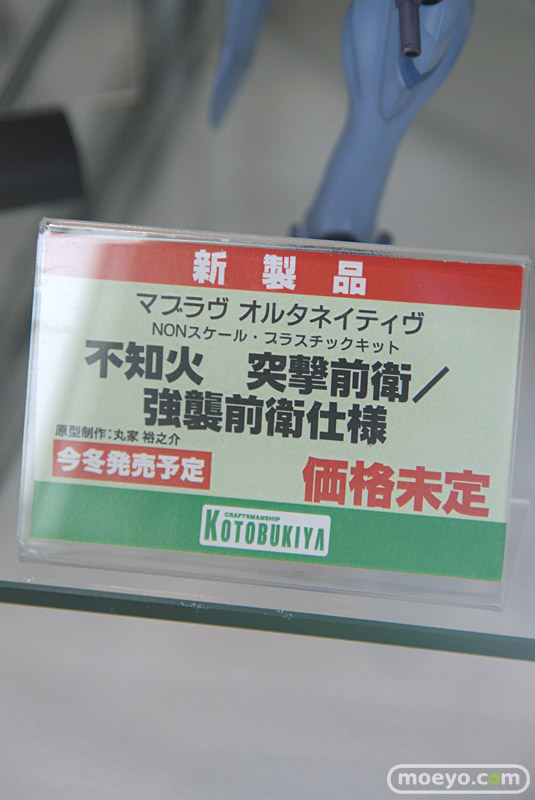 新製品
マブラヴ オルタネイティヴ
NONスケール・プラスチックキット
不知火　突撃前衛／
強襲前衛仕様
原型制作：丸家 裕之介
今冬発売予定
価格未定
CRAFTSMANSHIP
KOTOBUKIYA
moeyo.com